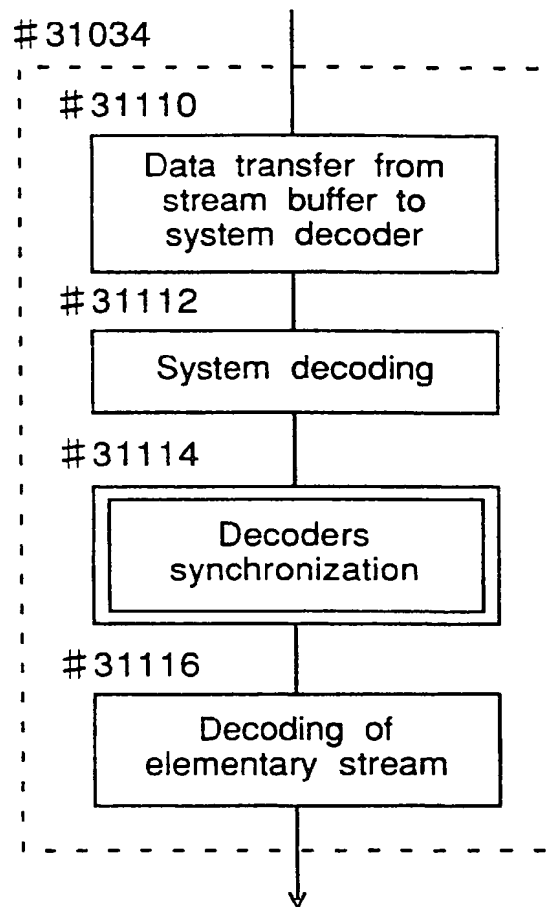 #31034
#31110
Data transfer from
stream buffer to
system decoder
#31112
System decoding
#31114
Decoders
synchronization
#31116
Decoding of
elementary stream